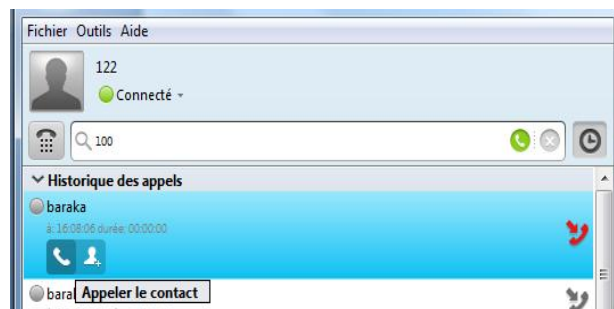 Fichier Outils Aide
122
Connecté
100
Historique des appels
baraka
à: 16:08:06 durée: 00:00:00
Appeler le contact